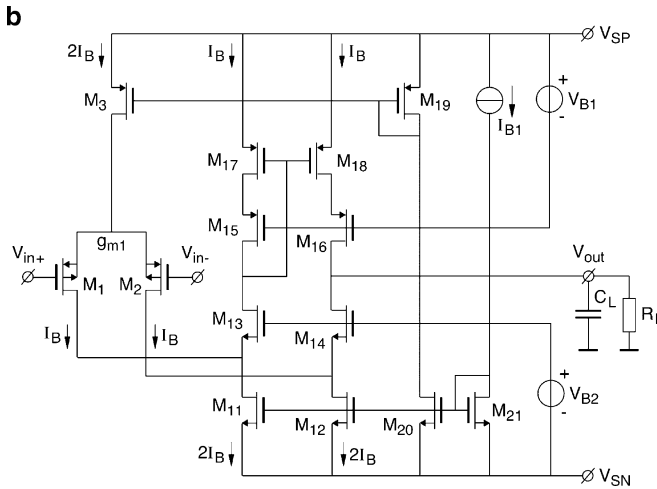 b
V_SP
2I_B I_B I_B
M_3 M_19 I_B1 + V_B1 -
M_17 M_18
M_15 M_16
V_in+ g_m1 V_in- V_out
M_1 M_2 C_L
I_B I_B M_13 M_14
+ V_B2 -
M_11 M_12 M_20 M_21
2I_B 2I_B V_SN